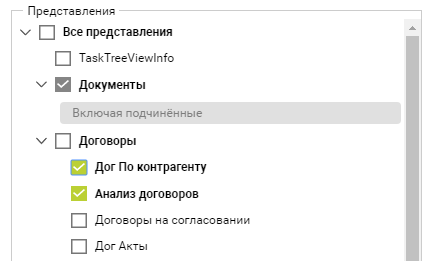 Представления
Все представления
TaskTreeViewInfo
Документы
Включая подчинённые
Договоры
Дог По контрагенту
Анализ договоров
Договоры на согласовании
Дог Акты